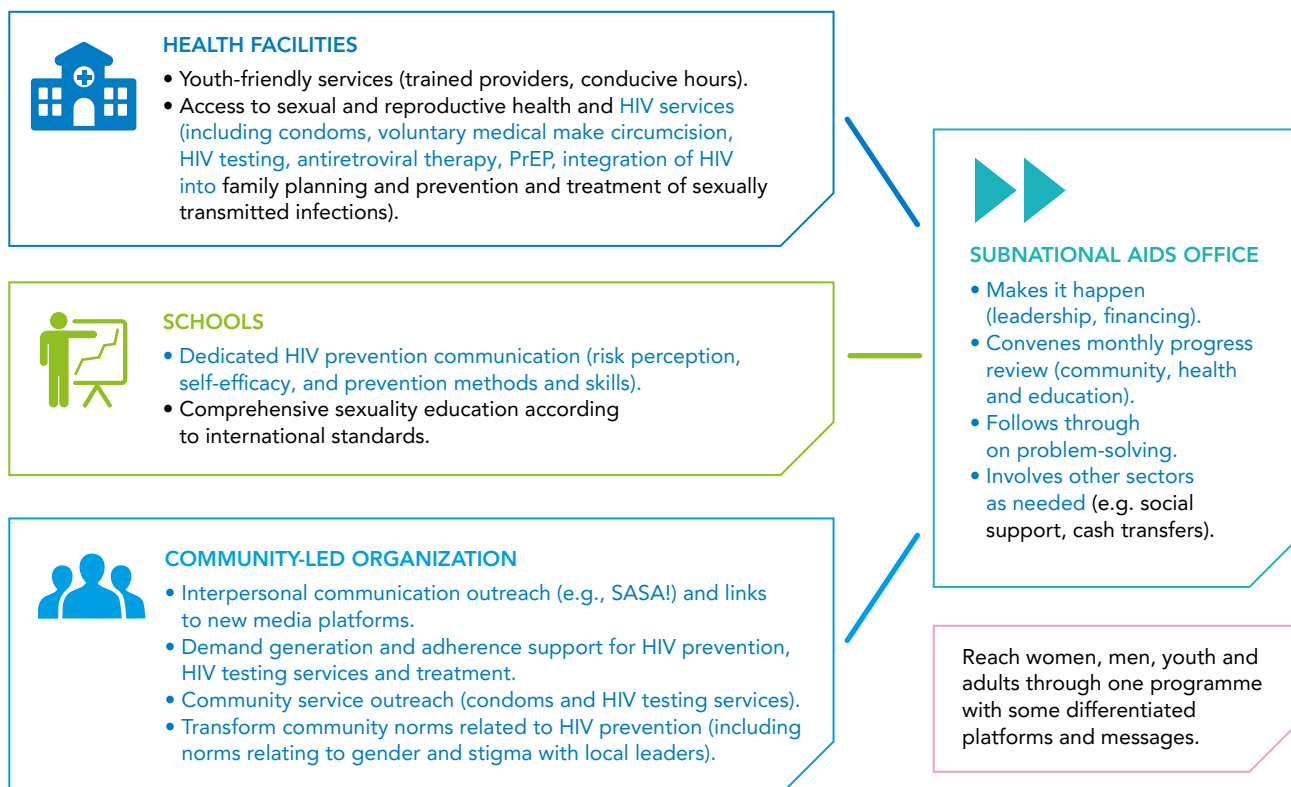 HEALTH FACILITIES
• Youth-friendly services (trained providers, conducive hours).
• Access to sexual and reproductive health and HIV services
(including condoms, voluntary medical make circumcision,
HIV testing, antiretroviral therapy, PrEP, integration of HIV
into family planning and prevention and treatment of sexually
transmitted infections).
SCHOOLS
• Dedicated HIV prevention communication (risk perception,
self-efficacy, and prevention methods and skills).
• Comprehensive sexuality education according
to international standards.
COMMUNITY-LED ORGANIZATION
• Interpersonal communication outreach (e.g., SASA!) and links
to new media platforms.
• Demand generation and adherence support for HIV prevention,
HIV testing services and treatment.
• Community service outreach (condoms and HIV testing services).
• Transform community norms related to HIV prevention (including
norms relating to gender and stigma with local leaders).
SUBNATIONAL AIDS OFFICE
• Makes it happen
(leadership, financing).
• Convenes monthly progress
review (community, health
and education).
• Follows through
on problem-solving.
• Involves other sectors
as needed (e.g. social
support, cash transfers).
Reach women, men, youth and
adults through one programme
with some differentiated
platforms and messages.